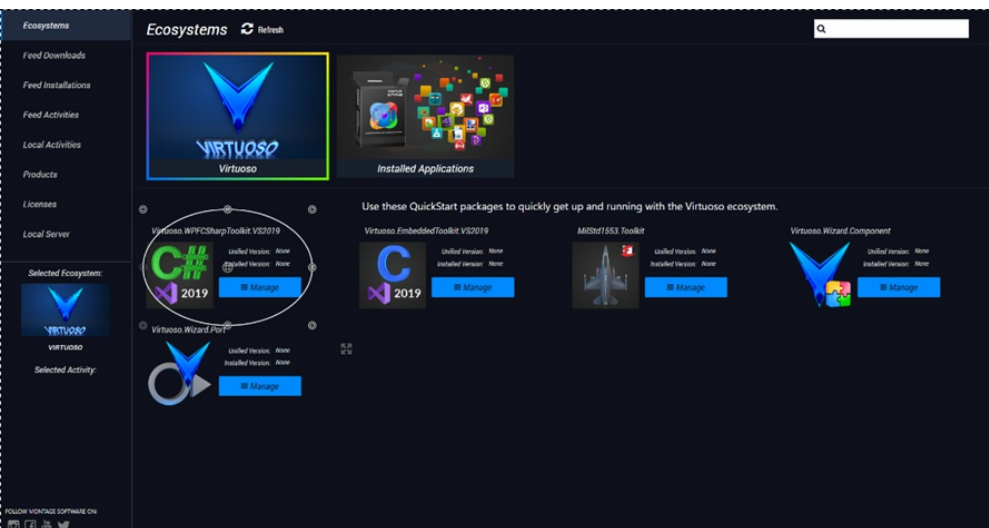 Ecosystems
Feed Downloads
Feed Installations
Feed Activities
Local Activities
Products
Licenses
Local Server
Selected Ecosystem:
VIRTUOSO
VIRTUOSO
Selected Activity:
FOLLOW VIONTAGE SOFTWARE ON:
Ecosystems Refresh
VIRTUOSO
Virtuoso
Installed Applications
Use these QuickStart packages to quickly get up and running with the Virtuoso ecosystem.
Virtuoso.WPFCSharpToolkit.VS2019
C#
2019
Unified Version: None
Installed Version: None
Manage
Virtuoso.EmbeddedToolkit.VS2019
C
2019
Unified Version: None
Installed Version: None
Manage
MilStd1553.Toolkit
Unified Version: None
Installed Version: None
Manage
Virtuoso.Wizard.Component
Unified Version: None
Installed Version: None
Manage
Virtuoso.Wizard.Port
Unified Version: None
Installed Version: None
Manage